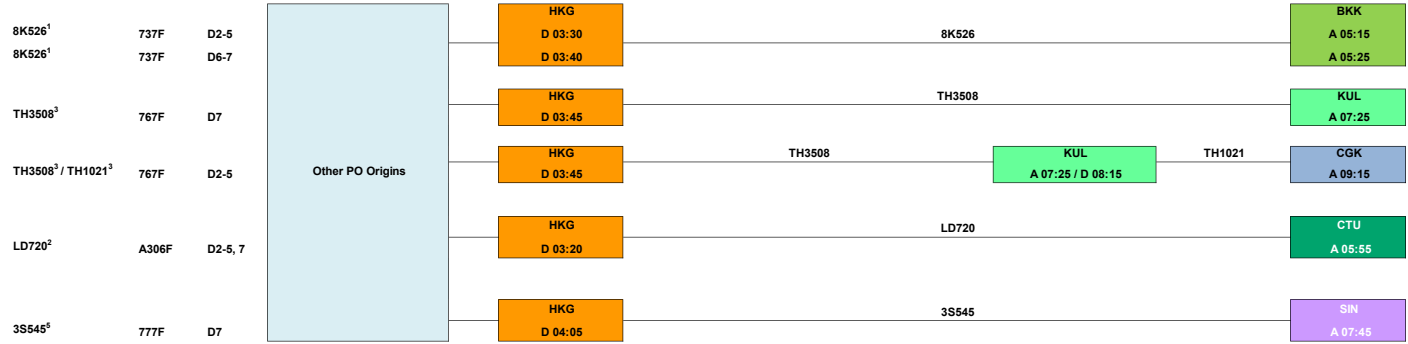 8K526¹ 737F D2-5
8K526¹ 737F D6-7
HKG
D 03:30
D 03:40
8K526
BKK
A 05:15
A 05:25
TH3508³ 767F D7
HKG
D 03:45
TH3508
KUL
A 07:25
TH3508³ / TH1021³ 767F D2-5
Other PO Origins
HKG
D 03:45
TH3508
KUL
A 07:25 / D 08:15
TH1021
CGK
A 09:15
LD720² A306F D2-5, 7
HKG
D 03:20
LD720
CTU
A 05:55
3S545⁵ 777F D7
HKG
D 04:05
3S545
SIN
A 07:45